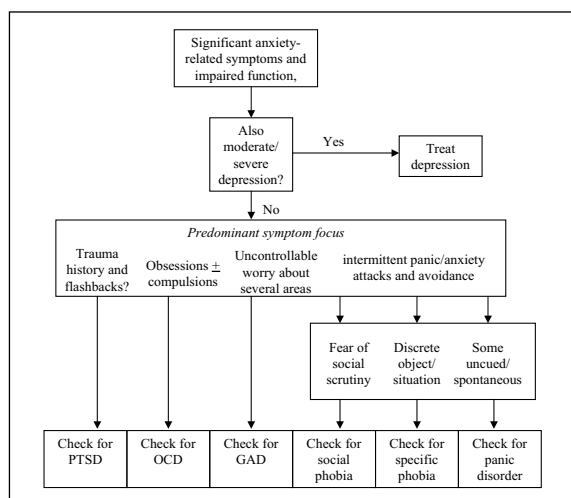 Significant anxiety-
related symptoms and
impaired function,
Also
moderate/
severe
depression?
Yes
Treat
depression
No
Predominant symptom focus
Trauma
history and
flashbacks?
Obsessions ±
compulsions
Uncontrollable
worry about
several areas
intermittent panic/anxiety
attacks and avoidance
Fear of
social
scrutiny
Discrete
object/
situation
Some
uncued/
spontaneous
Check for
PTSD
Check for
OCD
Check for
GAD
Check for
social
phobia
Check for
specific
phobia
Check for
panic
disorder